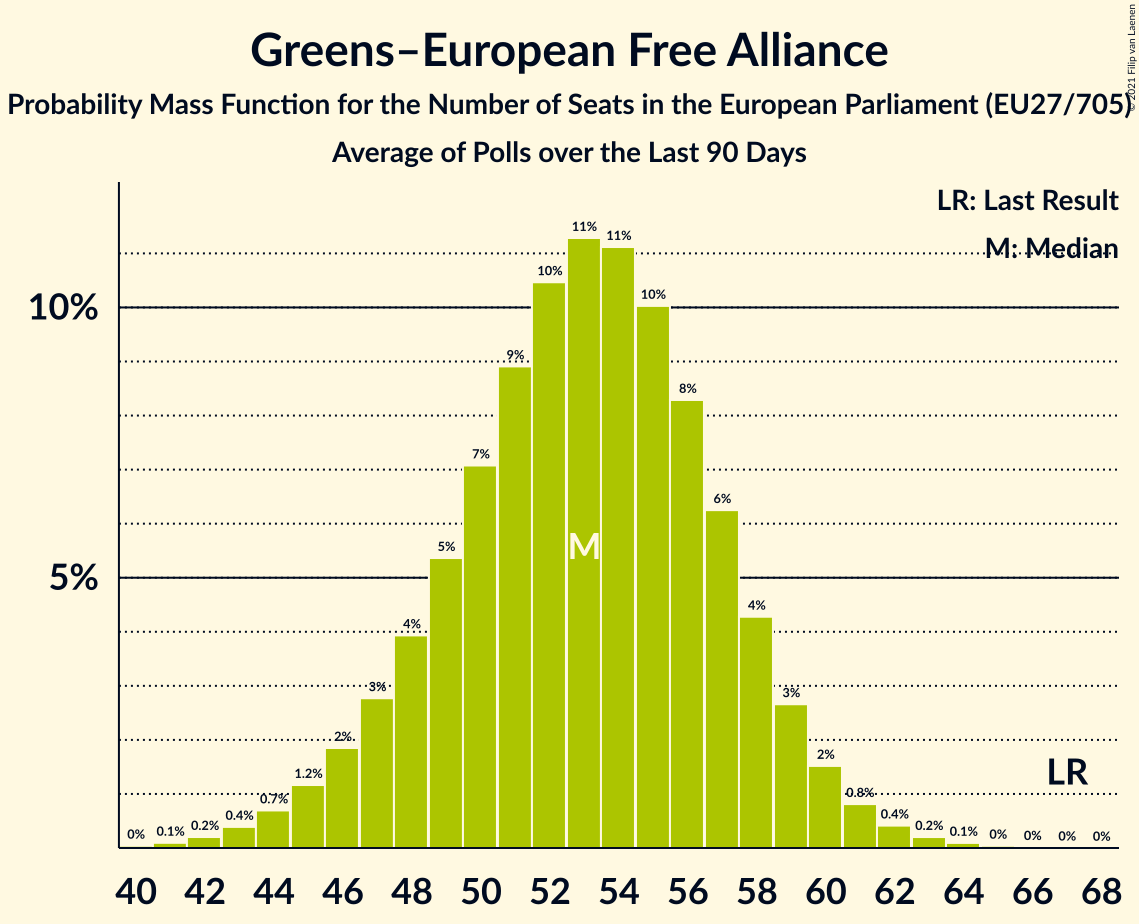 Greens–European Free Alliance
Probability Mass Function for the Number of Seats in the European Parliament (EU27/705)
Average of Polls over the Last 90 Days
© 2021 Filip van Laenen
LR: Last Result
M: Median
10%
5%
0% 0.1% 0.2% 0.4% 0.7% 1.2% 2% 3% 4% 5% 7% 9% 10% 11% 11% 10% 8% 6% 4% 3% 2% 0.8% 0.4% 0.2% 0.1% 0% 0% 0% 0%
M
LR
40 42 44 46 48 50 52 54 56 58 60 62 64 66 68